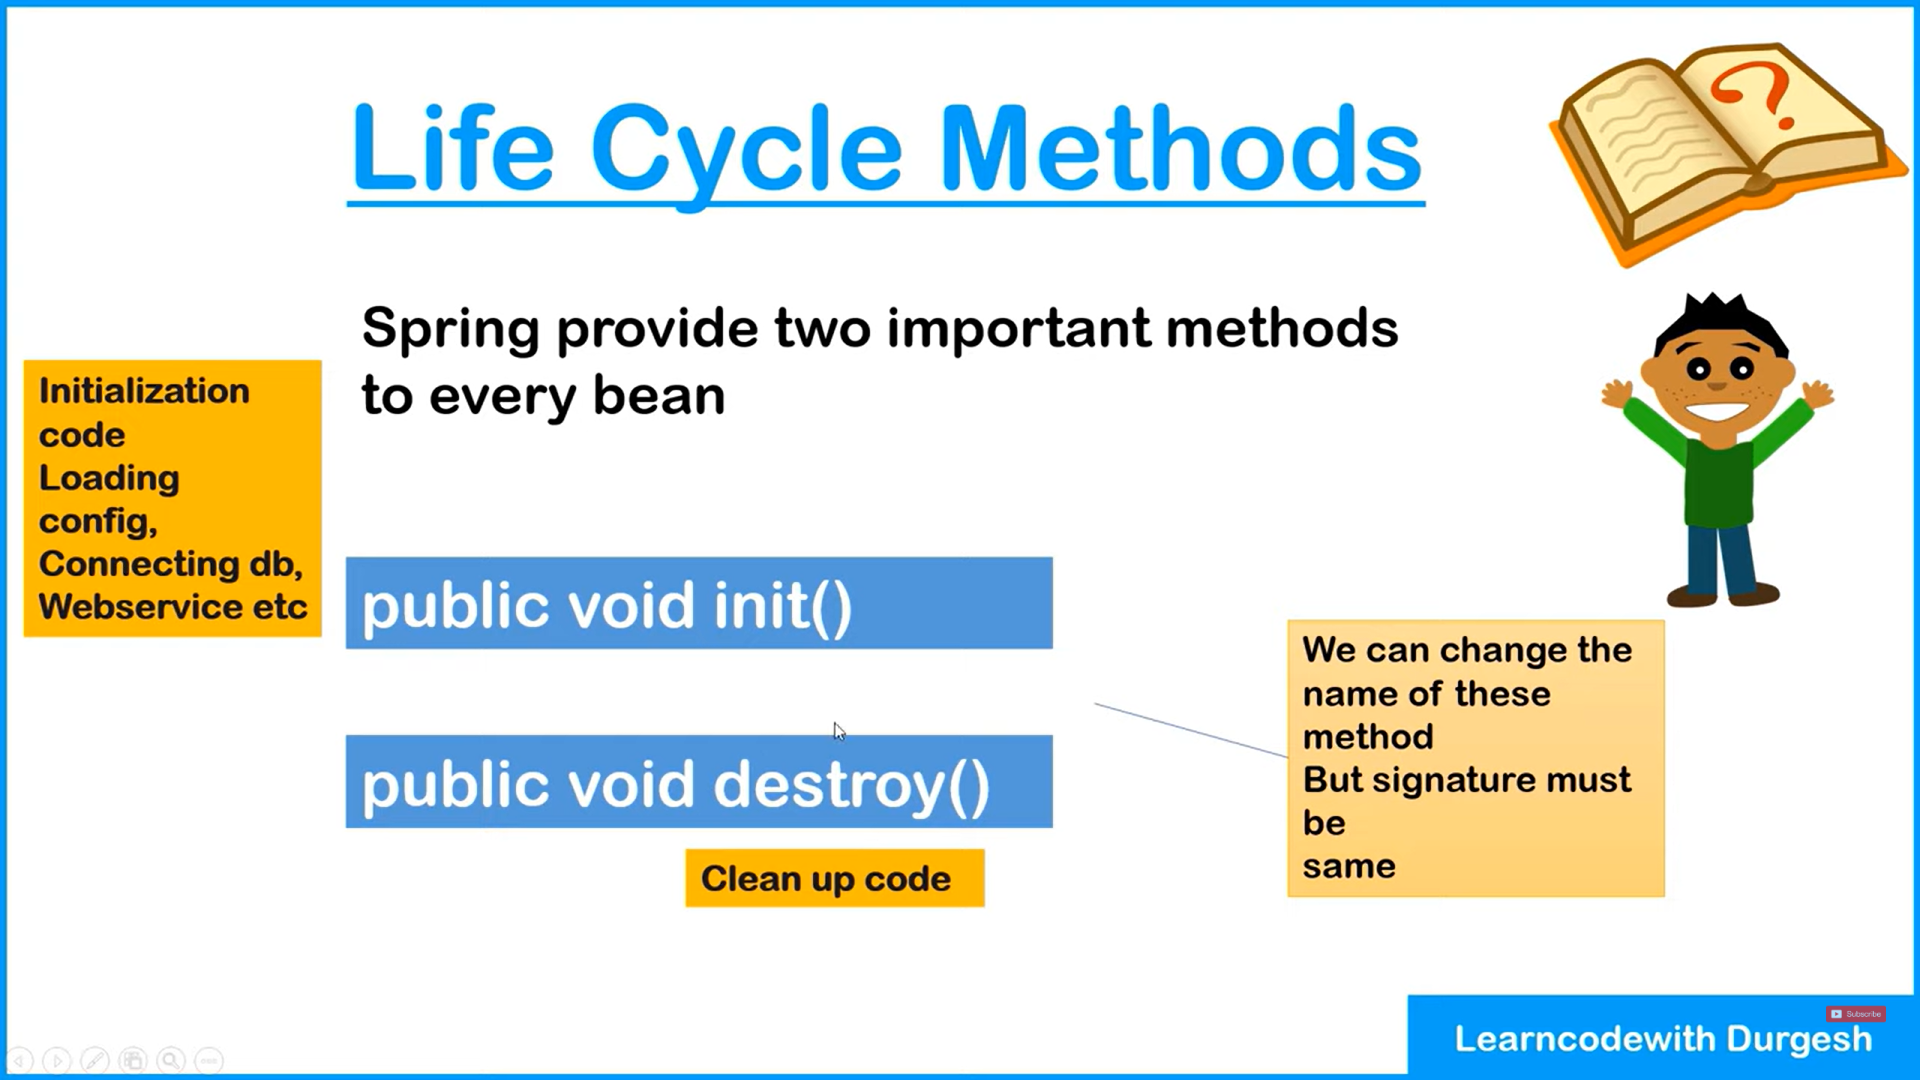 Life Cycle Methods
?
Spring provide two important methods
to every bean
Initialization
code
Loading
config,
Connecting db,
Webservice etc
public void init()
public void destroy()
Clean up code
We can change the
name of these
method
But signature must
be
same
Subscribe
Learncodewith Durgesh